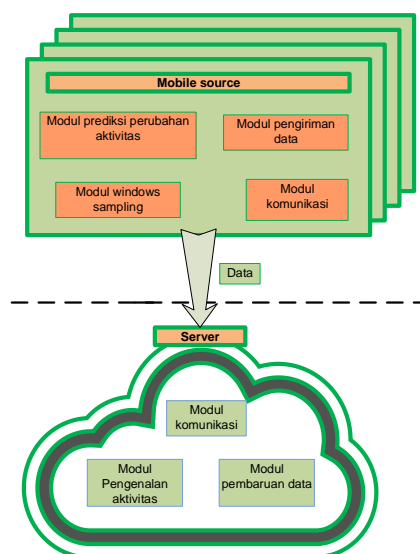 Mobile source
Modul prediksi perubahan
aktivitas
Modul pengiriman
data
Modul windows
sampling
Modul
komunikasi
Data
Server
Modul
komunikasi
Modul
Pengenalan
aktivitas
Modul
pembaruan data